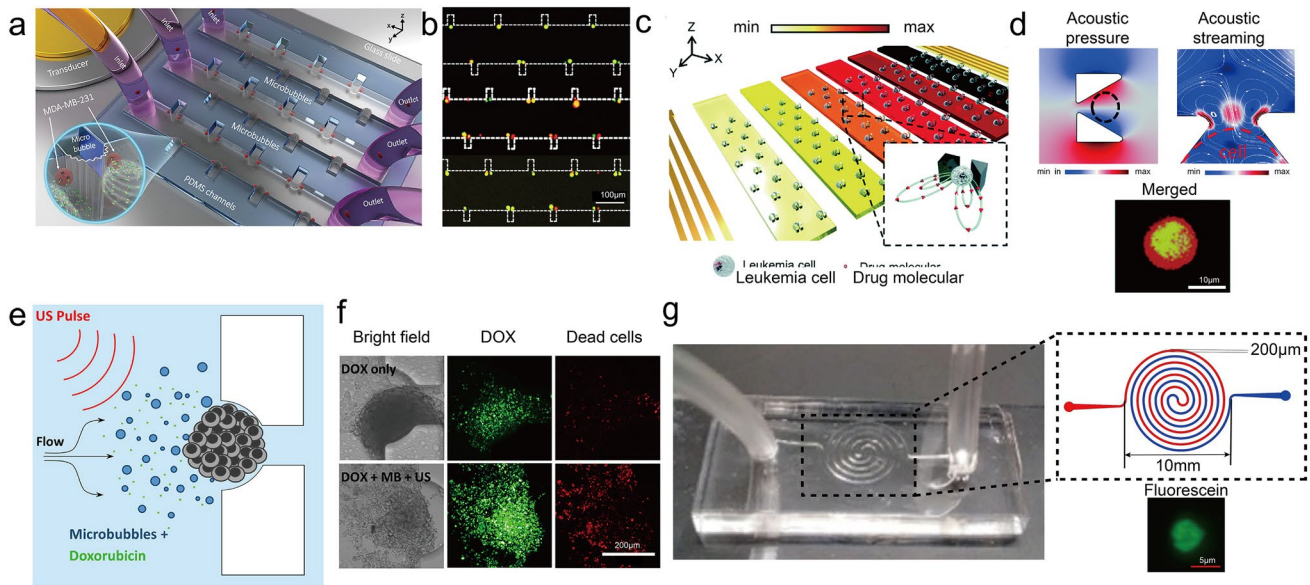 a
Transducer
Inlet
Inlet
Inlet
MDA-MB-231
Micro
bubble
Microbubbles
Microbubbles
PDMS channels
Glass slide
Outlet
Outlet
Outlet
z
x
y
b
100μm
c
min
max
Z
Y
X
Leukemia cell
Drug molecular
Leukemia cell
Drug molecular
d
Acoustic
pressure
Acoustic
streaming
cell
min in
max
min
max
Merged
10μm
e
US Pulse
Flow
Microbubbles +
Doxorubicin
f
Bright field
DOX
Dead cells
DOX only
DOX + MB + US
200μm
g
200μm
10mm
Fluorescein
5μm